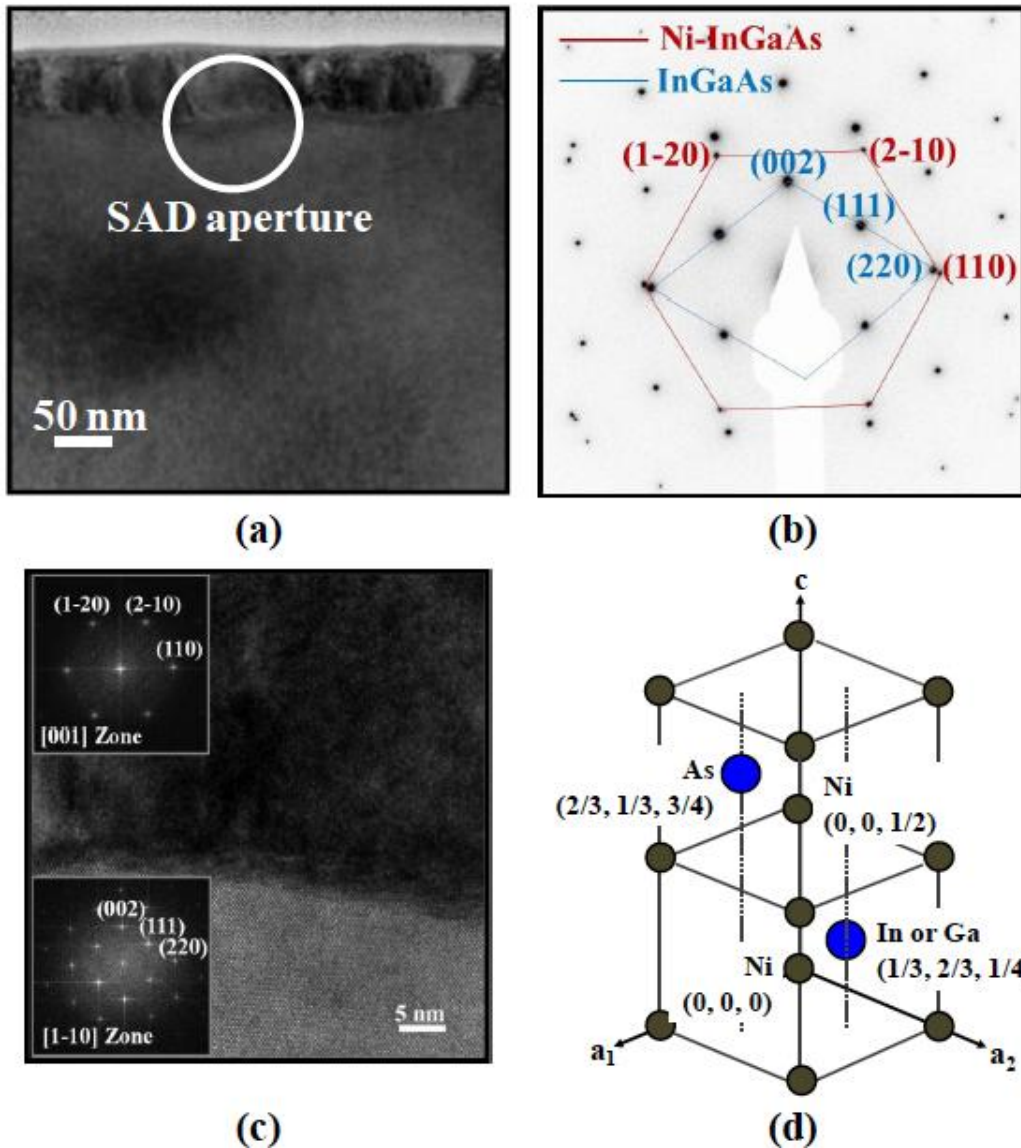 SAD aperture
50 nm
(a)
Ni-InGaAs
InGaAs
(1-20)
(002)
(2-10)
(111)
(220)
(110)
(b)
(1-20) (2-10)
(110)
[001] Zone
(002)
(111)
(220)
[1-10] Zone
5 nm
(c)
c
As
(2/3, 1/3, 3/4)
Ni
(0, 0, 1/2)
In or Ga
(1/3, 2/3, 1/4
Ni
(0, 0, 0)
a1
a2
(d)